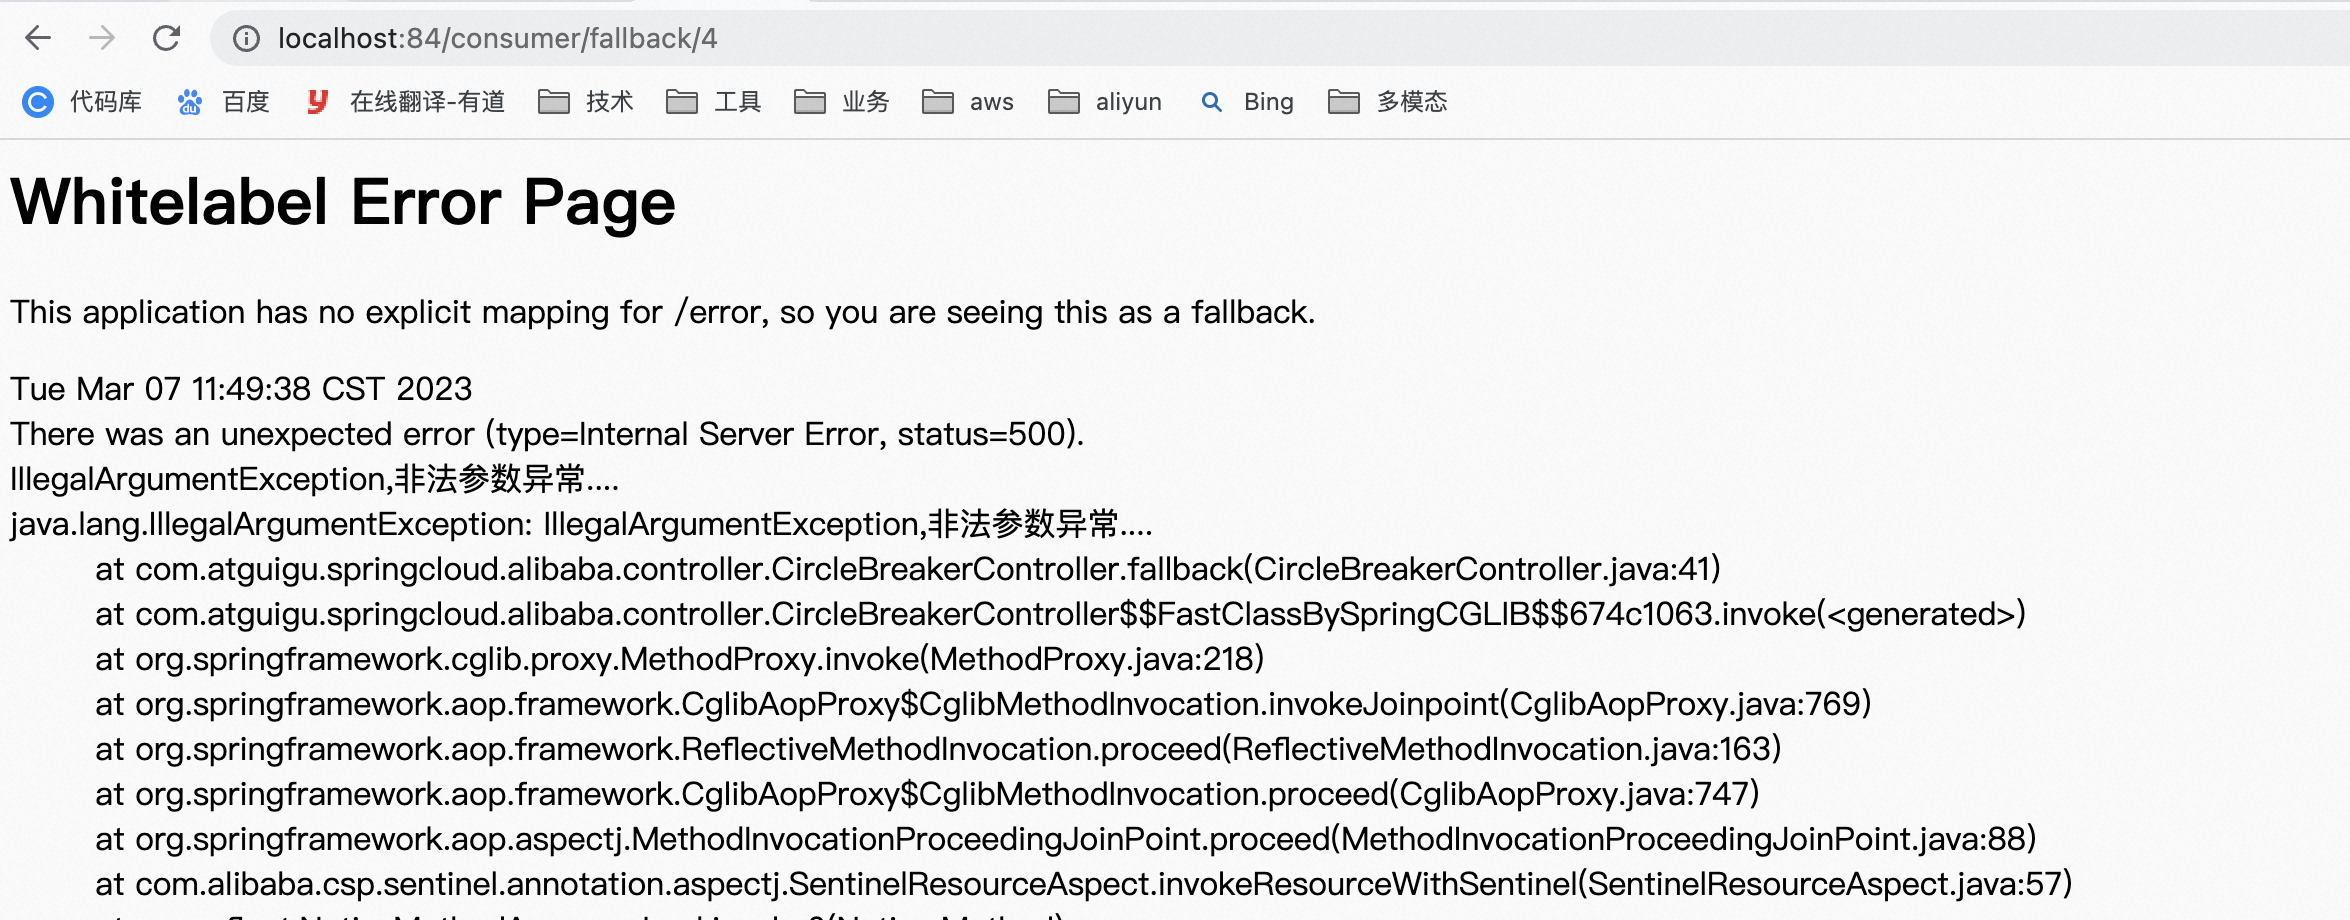 localhost:84/consumer/fallback/4
代码库 百度 在线翻译-有道 技术 工具 业务 aws aliyun Bing 多模态
Whitelabel Error Page
This application has no explicit mapping for /error, so you are seeing this as a fallback.
Tue Mar 07 11:49:38 CST 2023
There was an unexpected error (type=Internal Server Error, status=500).
IllegalArgumentException,非法参数异常....
java.lang.IllegalArgumentException: IllegalArgumentException,非法参数异常....
at com.atguigu.springcloud.alibaba.controller.CircleBreakerController.fallback(CircleBreakerController.java:41)
at com.atguigu.springcloud.alibaba.controller.CircleBreakerController$$FastClassBySpringCGLIB$$674c1063.invoke(<generated>)
at org.springframework.cglib.proxy.MethodProxy.invoke(MethodProxy.java:218)
at org.springframework.aop.framework.CglibAopProxy$CglibMethodInvocation.invokeJoinpoint(CglibAopProxy.java:769)
at org.springframework.aop.framework.ReflectiveMethodInvocation.proceed(ReflectiveMethodInvocation.java:163)
at org.springframework.aop.framework.CglibAopProxy$CglibMethodInvocation.proceed(CglibAopProxy.java:747)
at org.springframework.aop.aspectj.MethodInvocationProceedingJoinPoint.proceed(MethodInvocationProceedingJoinPoint.java:88)
at com.alibaba.csp.sentinel.annotation.aspectj.SentinelResourceAspect.invokeResourceWithSentinel(SentinelResourceAspect.java:57)